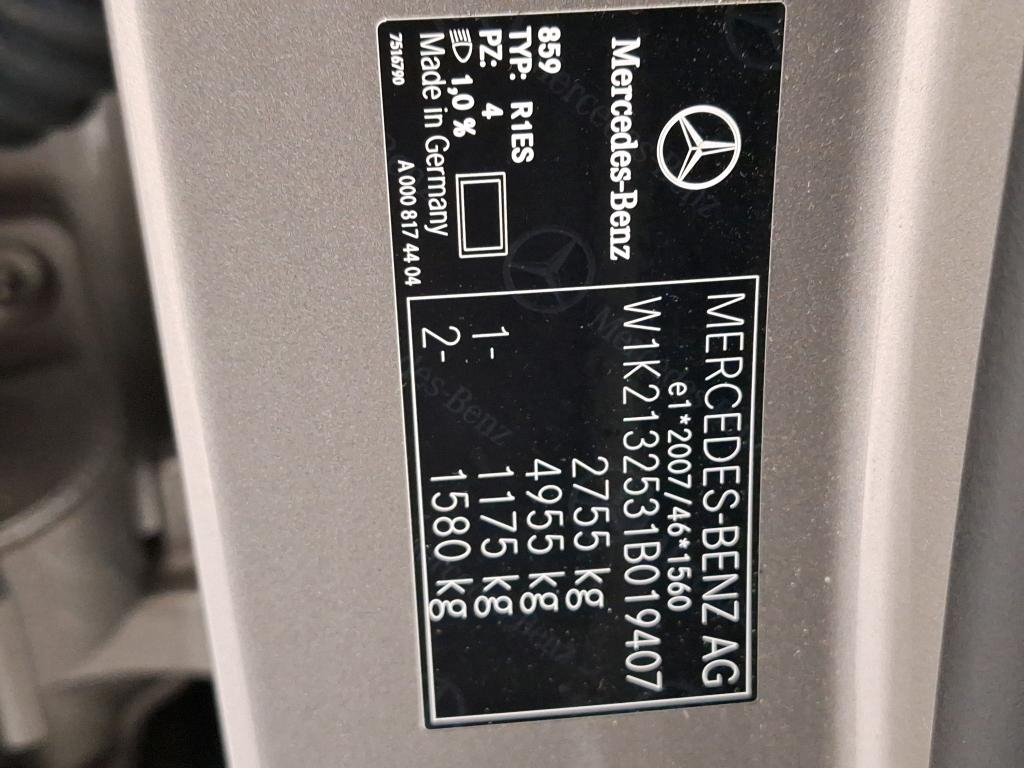 Mercedes-Benz
859
TYP: R1ES
PZ: 4
1,0 %
Made in Germany
7516790
A 000 817 44 04
MERCEDES-BENZ AG
e1*2007/46*1560
W1K2132531B019407
2755 kg
4955 kg
1- 1175 kg
2- 1580 kg